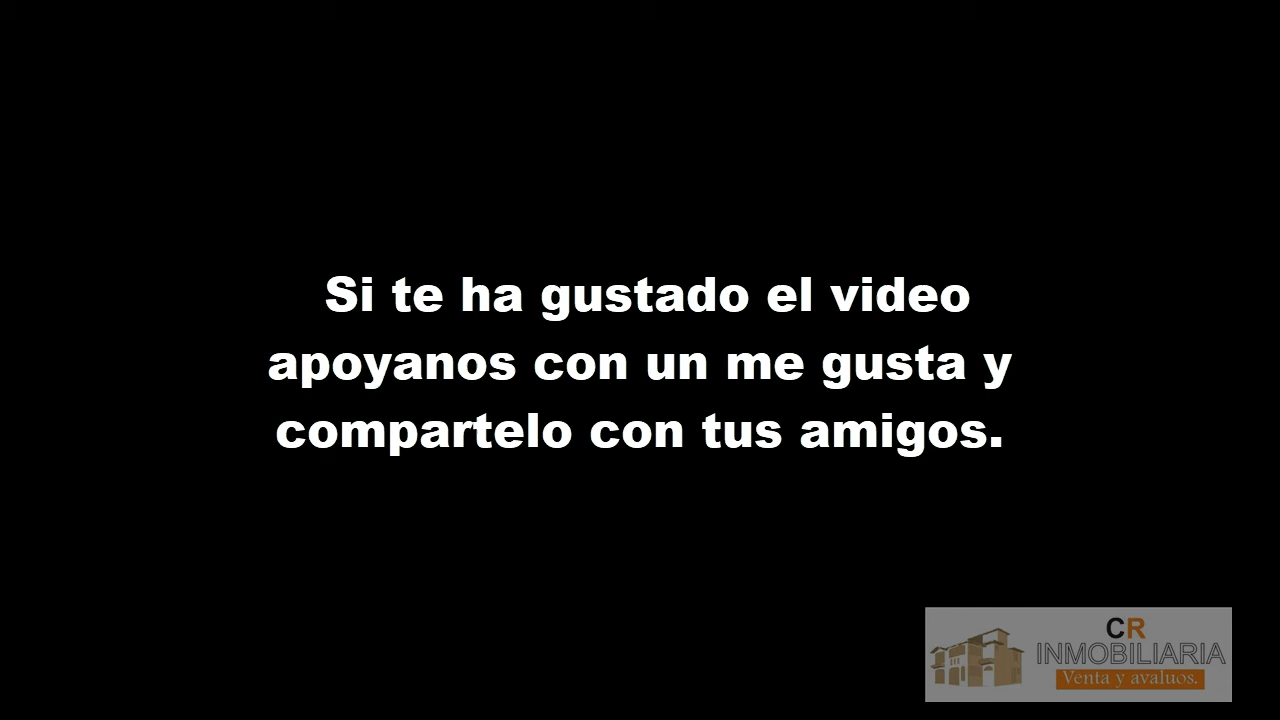 Si te ha gustado el video
apoyanos con un me gusta y
compartelo con tus amigos.
CR
INMOBILIARIA
Venta y avaluos.